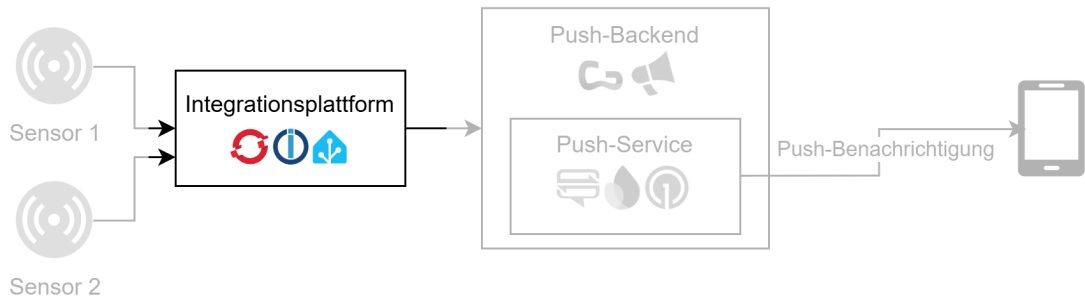 Push-Backend
Integrationsplattform
Sensor 1
Push-Service
Push-Benachrichtigung
Sensor 2